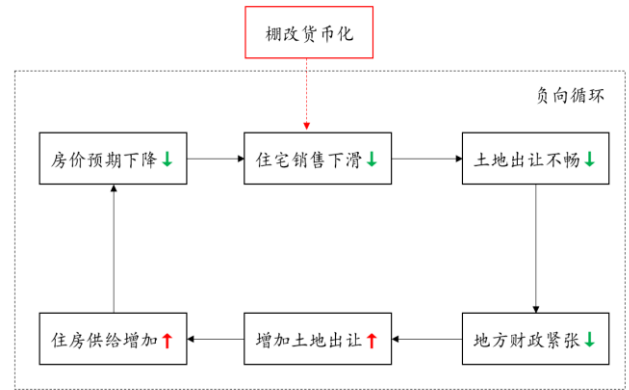 棚改货币化
负向循环
房价预期下降↓
住宅销售下滑↓
土地出让不畅↓
住房供给增加↑
增加土地出让↑
地方财政紧张↓